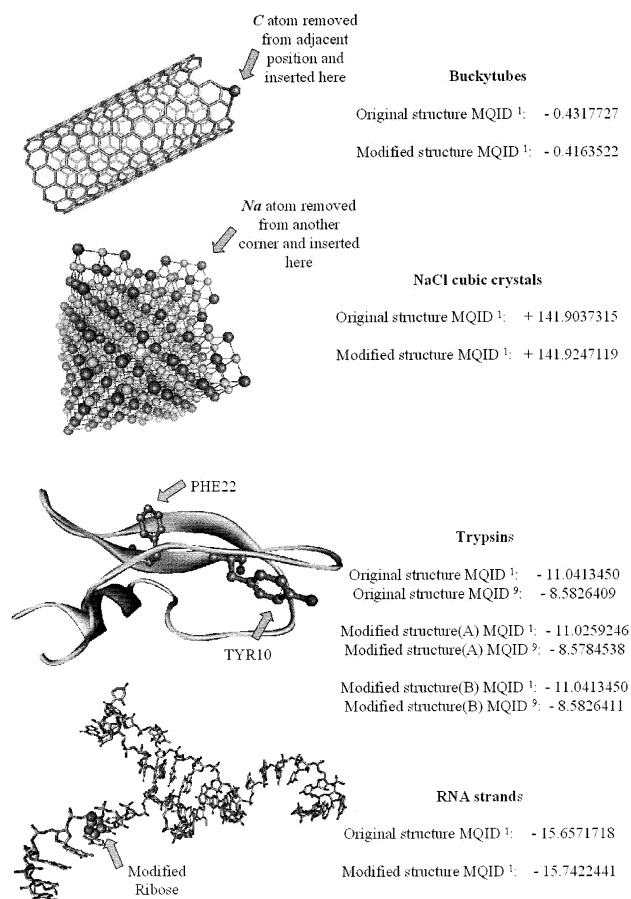 C atom removed
from adjacent
position and
inserted here
Buckytubes
Original structure MQID ¹: - 0.4317727
Modified structure MQID ¹: - 0.4163522
Na atom removed
from another
corner and inserted
here
NaCl cubic crystals
Original structure MQID ¹: + 141.9037315
Modified structure MQID ¹: + 141.9247119
PHE22
Trypsins
Original structure MQID ¹: - 11.0413450
Original structure MQID ⁹: - 8.5826409
Modified structure(A) MQID ¹: - 11.0259246
Modified structure(A) MQID ⁹: - 8.5784538
TYR10
Modified structure(B) MQID ¹: - 11.0413450
Modified structure(B) MQID ⁹: - 8.5826411
RNA strands
Original structure MQID ¹: - 15.6571718
Modified structure MQID ¹: - 15.7422441
Modified
Ribose